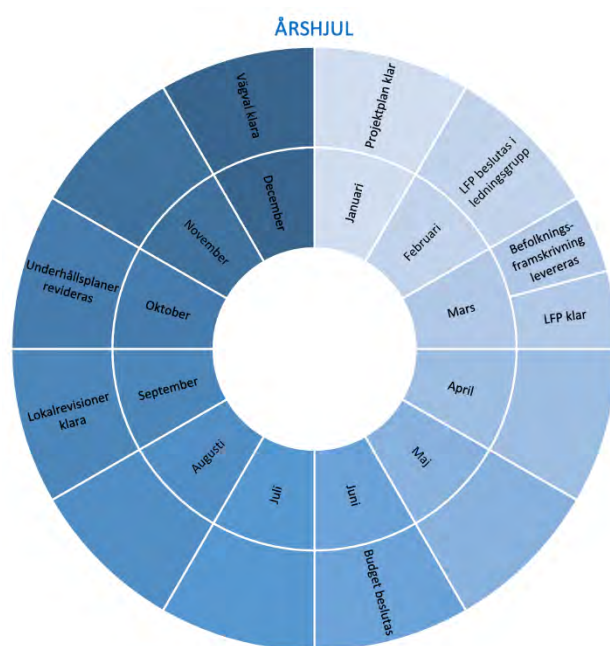 ÅRSHJUL
Projektplan klar
Januari
LFP beslutas i
ledningsgrupp
Februari
Befolknings-
framskrivning
levereras
LFP klar
Mars
April
Maj
Juni
Budget beslutas
Juli
Augusti
Lokalrevisioner
klara
September
Underhållsplaner
revideras
Oktober
November
Vägval klara
December